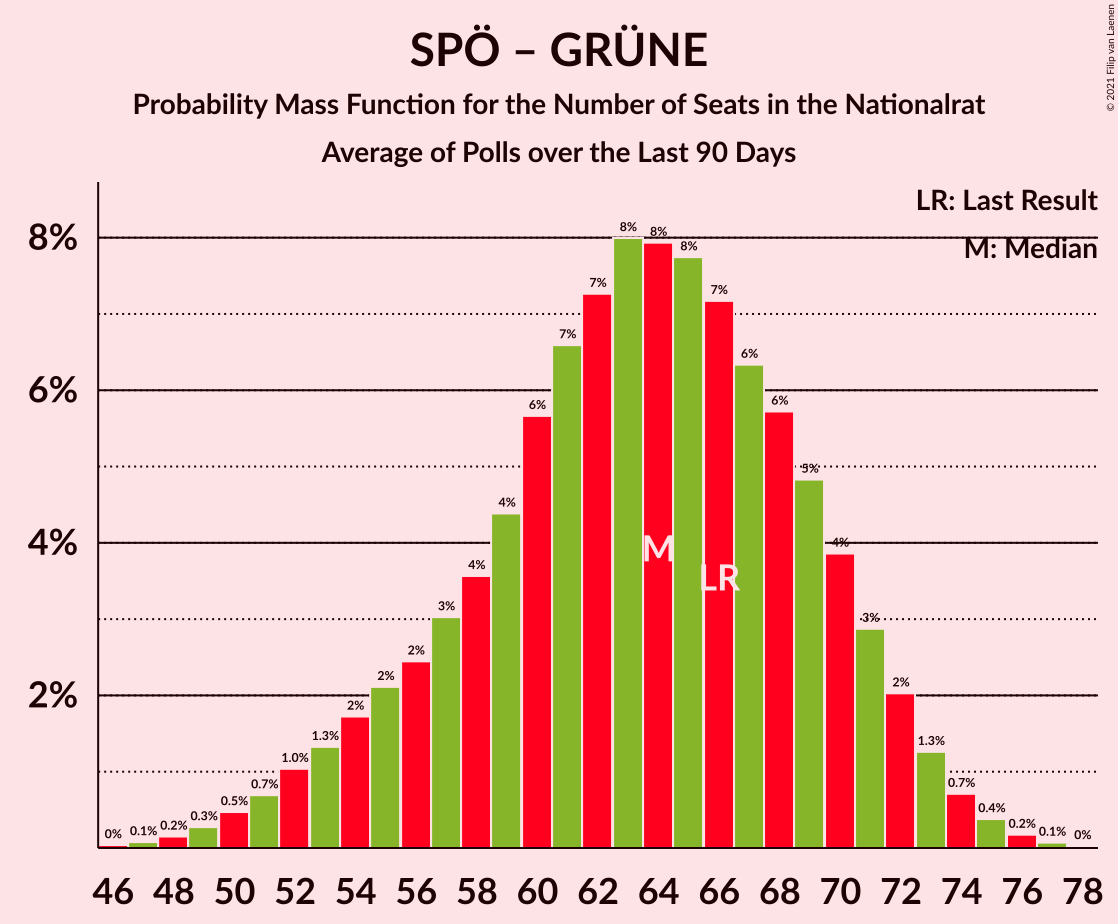 SPÖ – GRÜNE
Probability Mass Function for the Number of Seats in the Nationalrat
Average of Polls over the Last 90 Days
© 2021 Filip van Laenen
LR: Last Result
M: Median
8%
6%
4%
2%
0% 0.1% 0.2% 0.3% 0.5% 0.7% 1.0% 1.3% 2% 2% 2% 3% 4% 4% 6% 7% 7% 8% 8% 8% 7% 6% 6% 5% 4% 3% 2% 1.3% 0.7% 0.4% 0.2% 0.1% 0%
M
LR
46 48 50 52 54 56 58 60 62 64 66 68 70 72 74 76 78